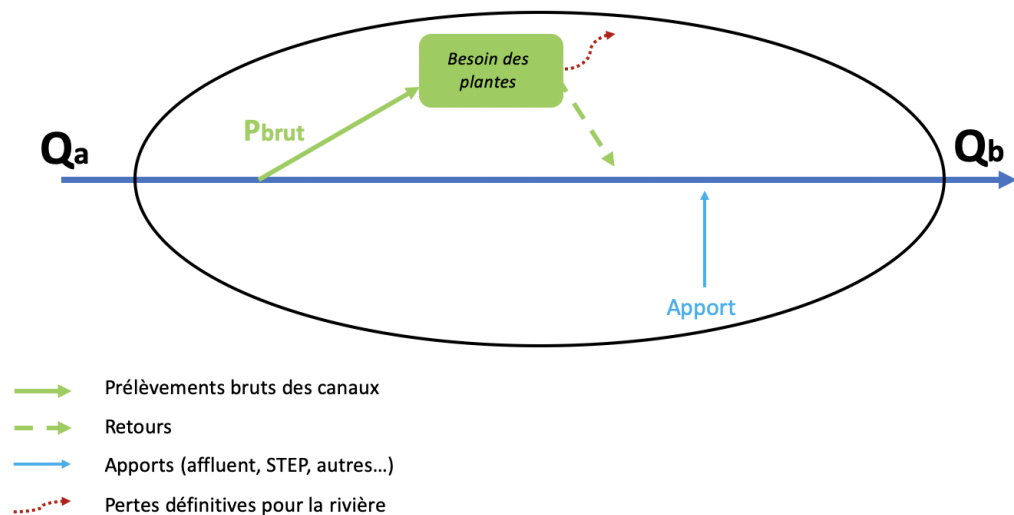 Besoin des
plantes
Pbrut
Qa
Qb
Apport
Prélèvements bruts des canaux
Retours
Apports (affluent, STEP, autres…)
Pertes définitives pour la rivière